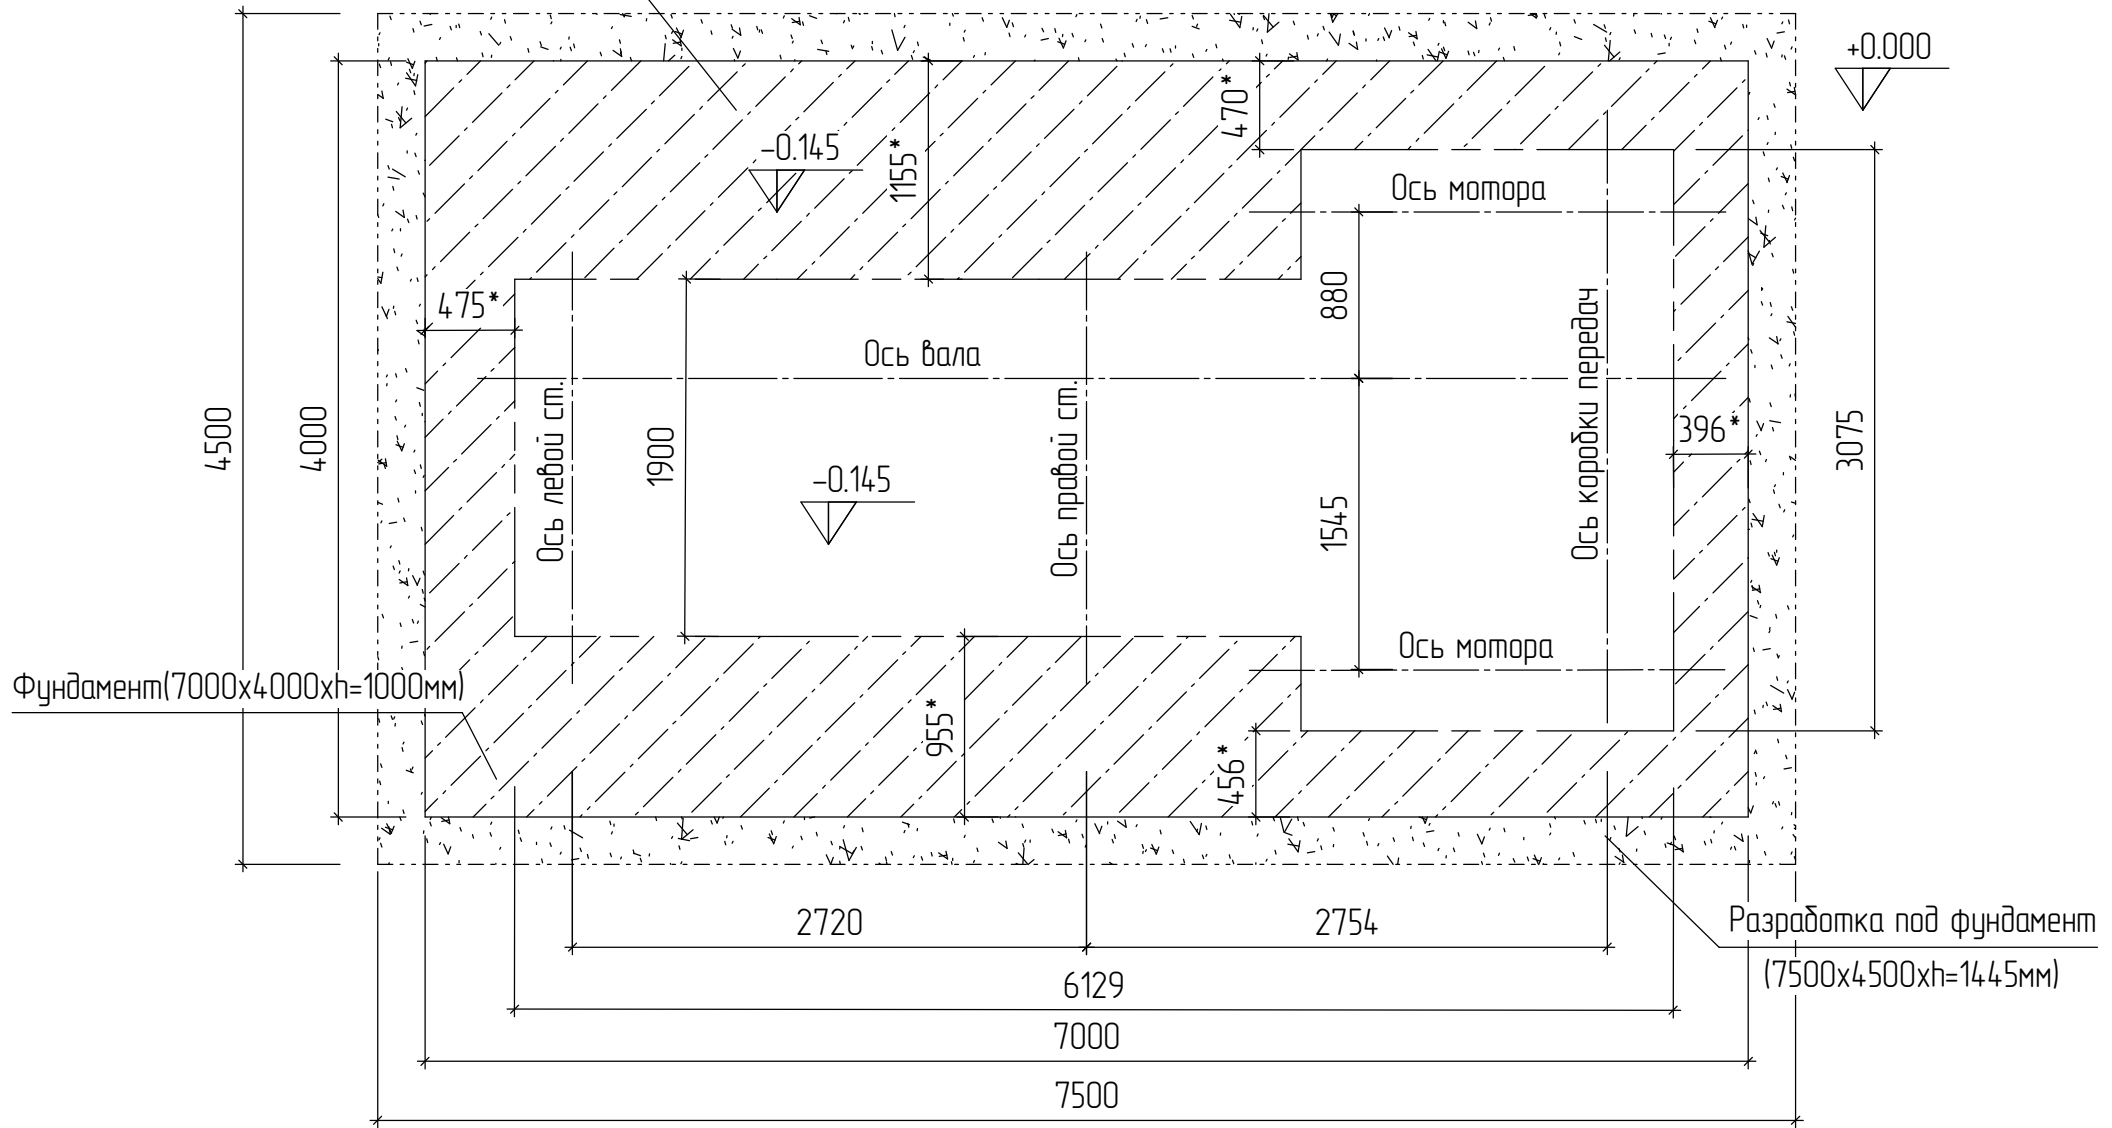 +0.000
470*
-0.145
1155*
Ось мотора
475*
880
Ось вала
Ось коробки передач
4500
4000
Ось левой ст.
1900
Ось правой ст.
396*
3075
-0.145
1545
Ось мотора
Фундамент(7000х4000хh=1000мм)
955*
456*
2720
2754
Разработка под фундамент
(7500х4500хh=1445мм)
6129
7000
7500